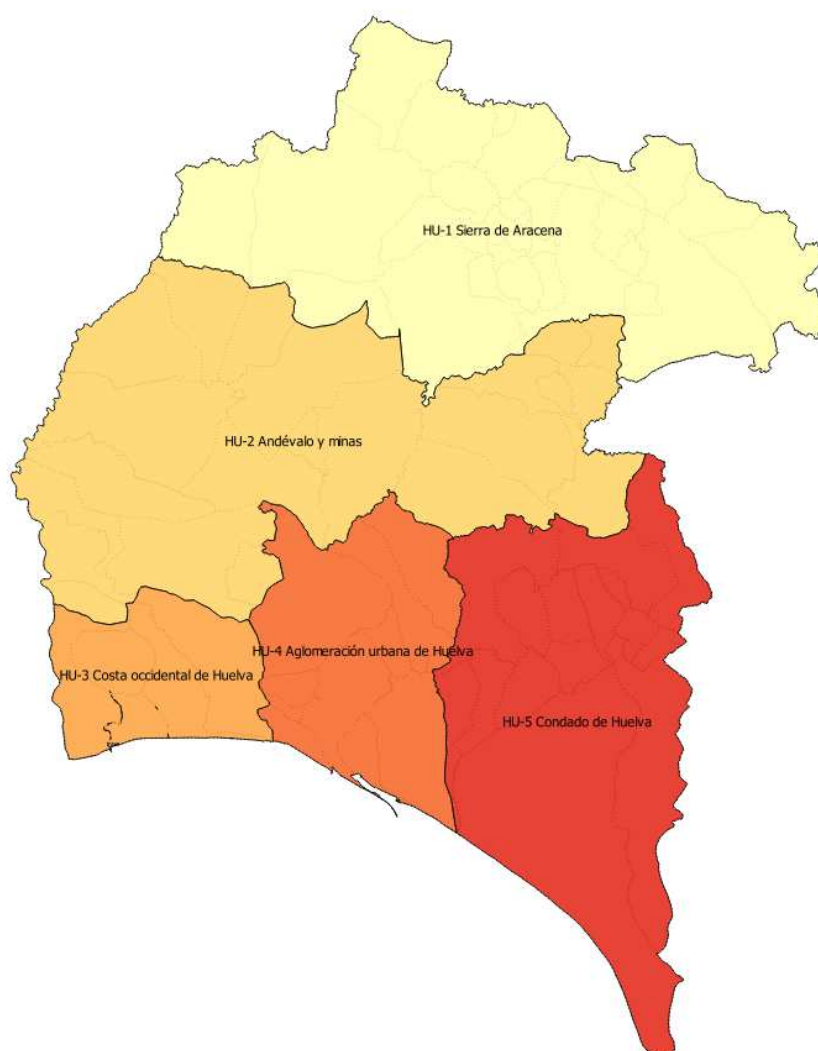 HU-1 Sierra de Aracena
HU-2 Andévalo y minas
HU-4 Aglomeración urbana de Huelva
HU-3 Costa occidental de Huelva
HU-5 Condado de Huelva